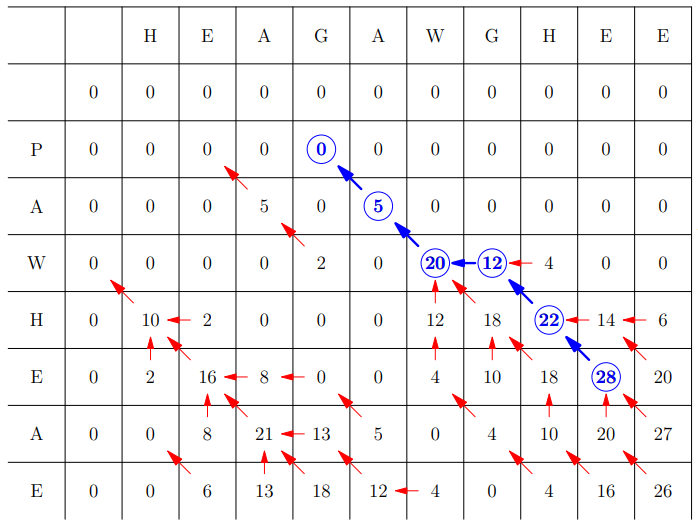 H E A G A W G H E E
0 0 0 0 0 0 0 0 0 0 0
P 0 0 0 0 0 0 0 0 0 0 0
A 0 0 0 5 0 5 0 0 0 0 0
W 0 0 0 0 2 0 20 12 4 0 0
H 0 10 2 0 0 0 12 18 22 14 6
E 0 2 16 8 0 0 4 10 18 28 20
A 0 0 8 21 13 5 0 4 10 20 27
E 0 0 6 13 18 12 4 0 4 16 26